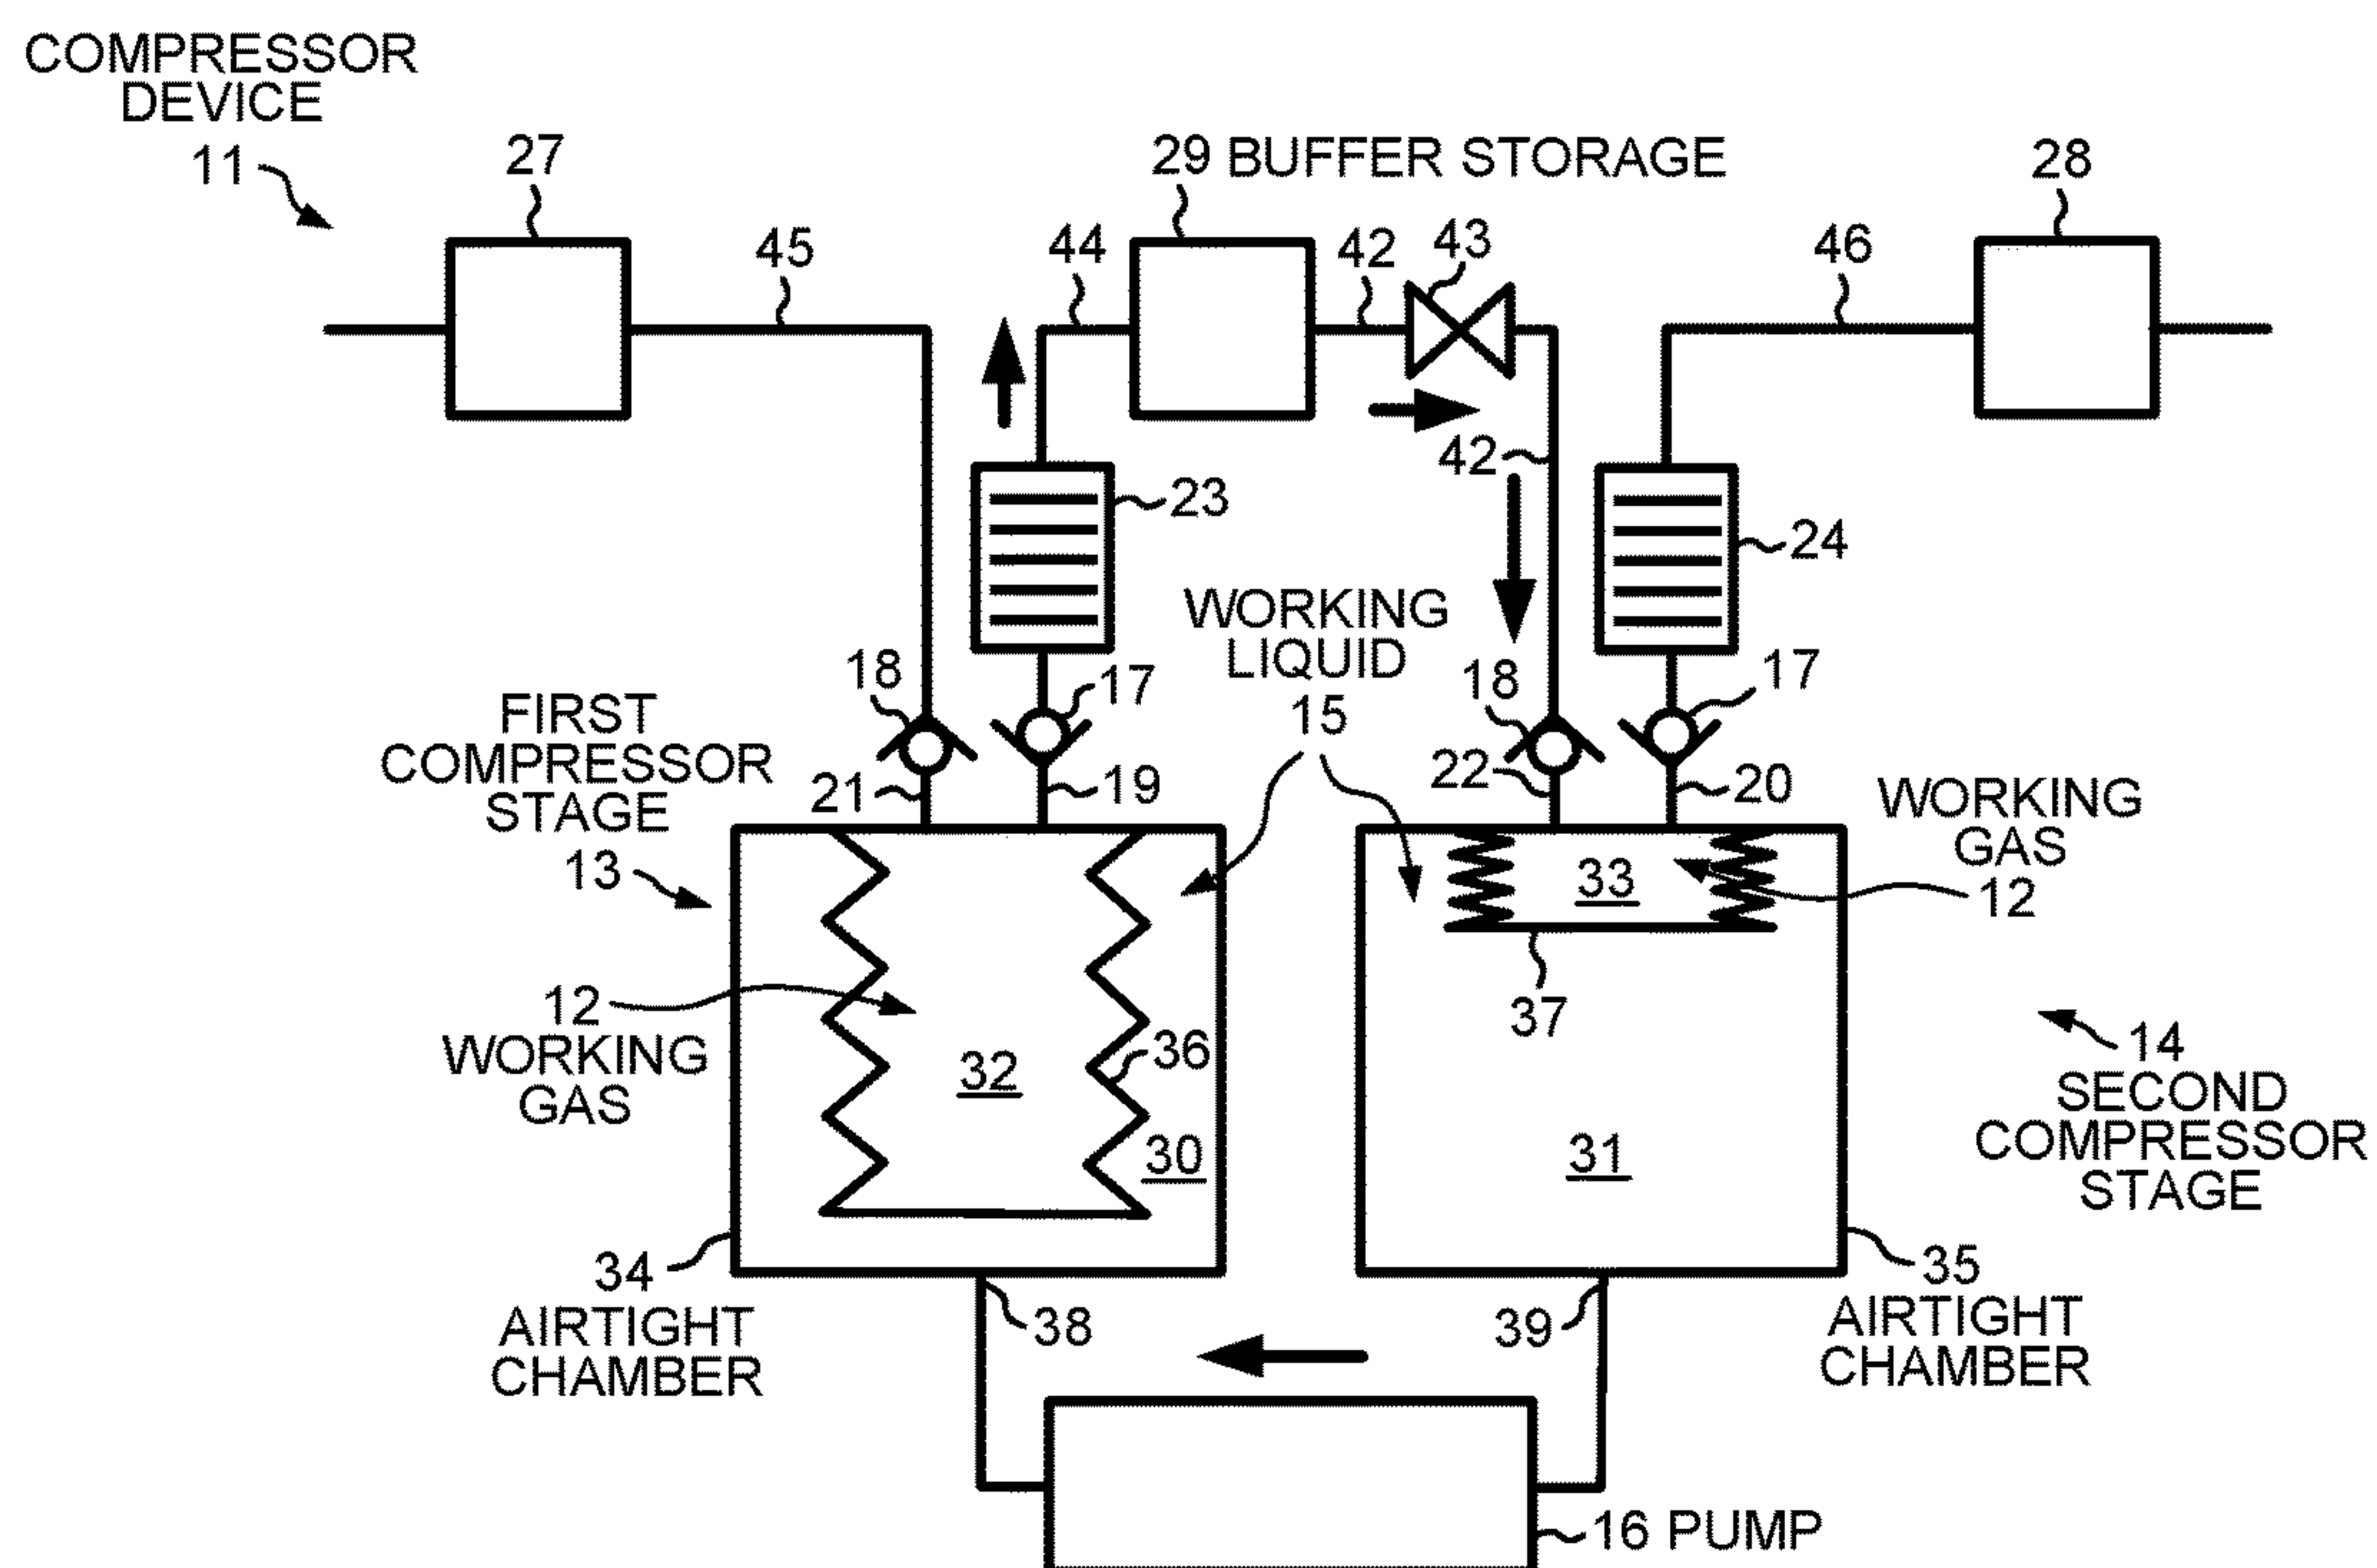 COMPRESSOR
DEVICE
11
27
45
44
29 BUFFER STORAGE
42
43
46
28
42
23
24
WORKING
LIQUID
15
18
17
18
17
FIRST
COMPRESSOR
STAGE
13
21
19
22
20
WORKING
GAS
12
33
37
12
WORKING
GAS
32
36
30
31
14
SECOND
COMPRESSOR
STAGE
34
AIRTIGHT
CHAMBER
38
39
35
AIRTIGHT
CHAMBER
16 PUMP